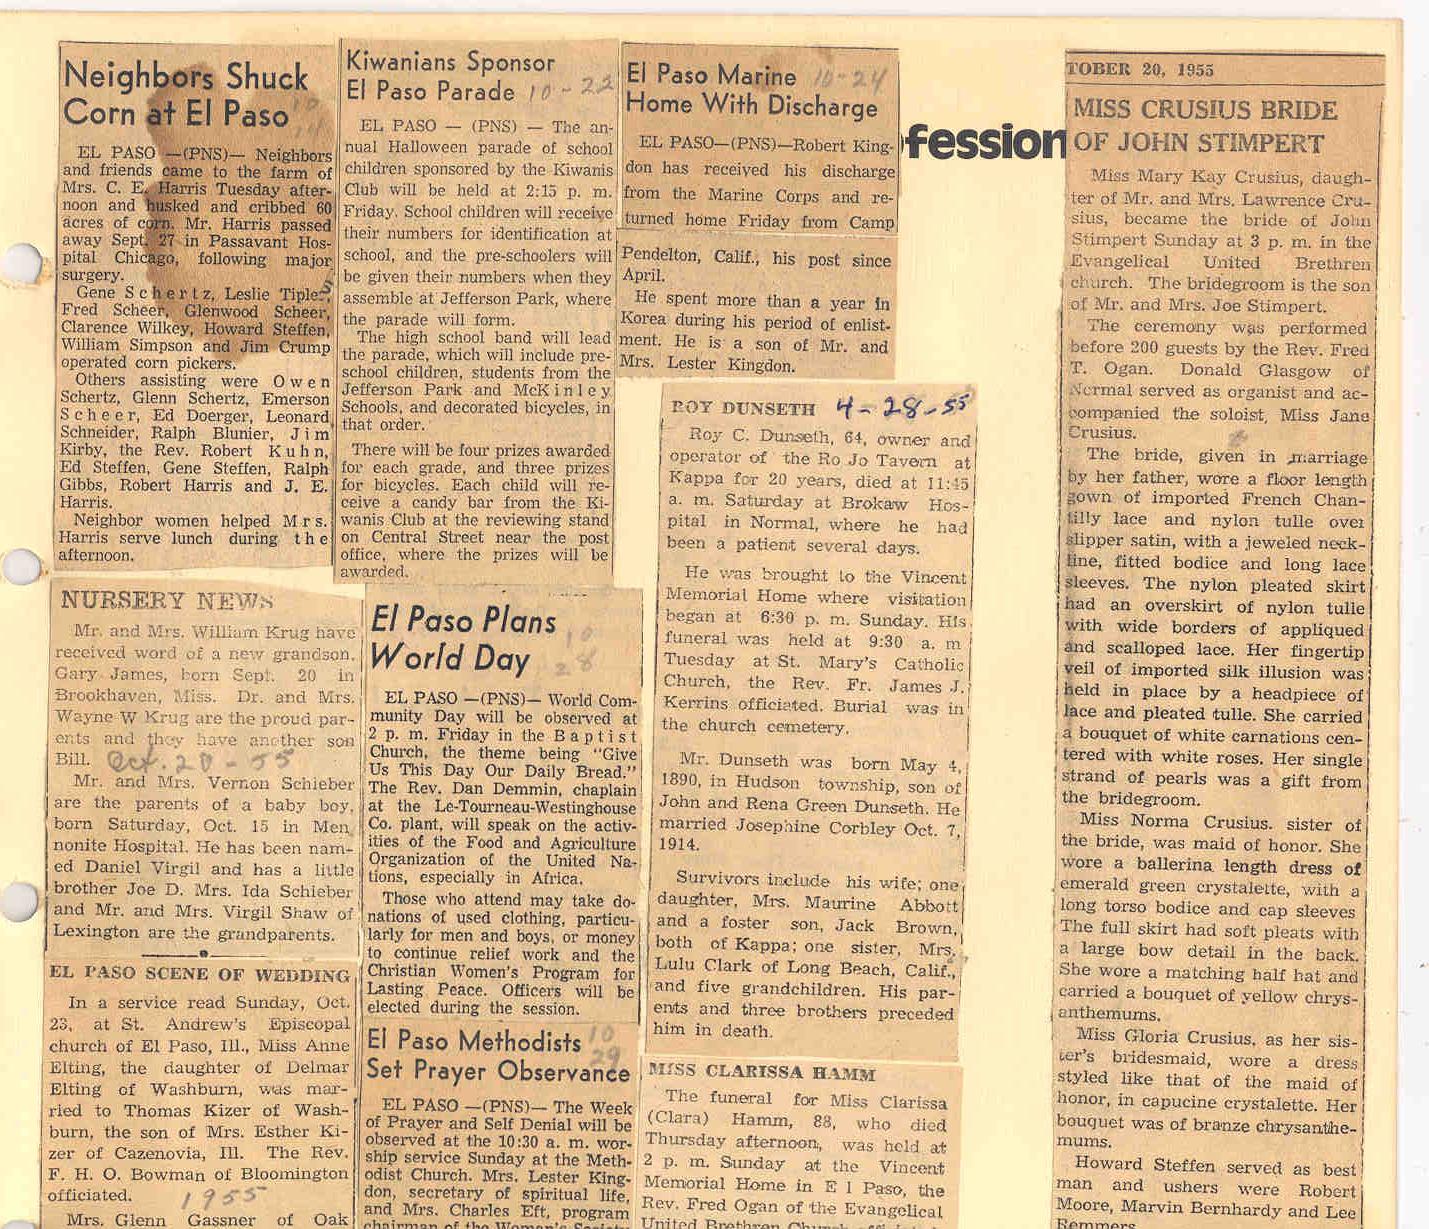 Neighbors Shuck
Corn at El Paso
10
EL PASO —(PNS)— Neighbors
and friends came to the farm of
Mrs. C. E. Harris Tuesday after-
noon and husked and cribbed 60
acres of corn. Mr. Harris passed
away Sept. 27 in Passavant Hos-
pital Chicago, following major
surgery.
Gene Schertz, Leslie Tiplers,
Fred Scheer, Glenwood Scheer,
Clarence Wilkey, Howard Steffen,
William Simpson and Jim Crump
operated corn pickers.
Others assisting were Owen
Schertz, Glenn Schertz, Emerson
Scheer, Ed Doerger, Leonard
Schneider, Ralph Blunier, Jim
Kirby, the Rev. Robert Kuhn,
Ed Steffen, Gene Steffen, Ralph
Gibbs, Robert Harris and J. E.
Harris.
Neighbor women helped Mrs.
Harris serve lunch during the
afternoon.
NURSERY NEWS
Mr. and Mrs. William Krug have
received word of a new grandson.
Gary James, born Sept. 20 in
Brookhaven, Miss. Dr. and Mrs.
Wayne W Krug are the proud par-
ents and they have another son
Bill. Oct. 20-55
Mr. and Mrs. Vernon Schieber
are the parents of a baby boy,
born Saturday, Oct. 15 in Men
nonite Hospital. He has been nam-
ed Daniel Virgil and has a little
brother Joe D. Mrs. Ida Schieber
and Mr. and Mrs. Virgil Shaw of
Lexington are the grandparents.
EL PASO SCENE OF WEDDING
In a service read Sunday, Oct.
23, at St. Andrew's Episcopal
church of El Paso, Ill., Miss Anne
Elting, the daughter of Delmar
Elting of Washburn, was mar-
ried to Thomas Kizer of Wash-
burn, the son of Mrs. Esther Ki-
zer of Cazenovia, Ill. The Rev.
F. H. O. Bowman of Bloomington
officiated. 1955
Mrs. Glenn Gassner of Oak
Kiwanians Sponsor
El Paso Parade 10-22
EL PASO — (PNS) — The an-
nual Halloween parade of school
children sponsored by the Kiwanis
Club will be held at 2:15 p. m.
Friday. School children will receive
their numbers for identification at
school, and the pre-schoolers will
be given their numbers when they
assemble at Jefferson Park, where
the parade will form.
The high school band will lead
the parade, which will include pre-
school children, students from the
Jefferson Park and McKinley
Schools, and decorated bicycles, in
that order.
There will be four prizes awarded
for each grade, and three prizes
for bicycles. Each child will re-
ceive a candy bar from the Ki-
wanis Club at the reviewing stand
on Central Street near the post
office, where the prizes will be
awarded.
El Paso Plans
World Day
10
28
EL PASO —(PNS)— World Com-
munity Day will be observed at
2 p. m. Friday in the Baptist
Church, the theme being "Give
Us This Day Our Daily Bread."
The Rev. Dan Demmin, chaplain
at the Le-Tourneau-Westinghouse
Co. plant, will speak on the activ-
ities of the Food and Agriculture
Organization of the United Na-
tions, especially in Africa.
Those who attend may take do-
nations of used clothing, particu-
larly for men and boys, or money
to continue relief work and the
Christian Women's Program for
Lasting Peace. Officers will be
elected during the session.
El Paso Methodists 10
Set Prayer Observance 29
EL PASO —(PNS)— The Week
of Prayer and Self Denial will be
observed at the 10:30 a. m. wor-
ship service Sunday at the Meth-
odist Church. Mrs. Lester King-
don, secretary of spiritual life,
and Mrs. Charles Eft, program
chairman of the Woman's Society
El Paso Marine 10-24
Home With Discharge
EL PASO—(PNS)—Robert King-
don has received his discharge
from the Marine Corps and re-
turned home Friday from Camp
Pendelton, Calif., his post since
April.
He spent more than a year in
Korea during his period of enlist-
ment. He is a son of Mr. and
Mrs. Lester Kingdon.
ROY DUNSETH 4-28-55
Roy C. Dunseth, 64, owner and
operator of the Ro Jo Tavern at
Kappa for 20 years, died at 11:45
a. m. Saturday at Brokaw Hos-
pital in Normal, where he had
been a patient several days.
He was brought to the Vincent
Memorial Home where visitation
began at 6:30 p. m. Sunday. His
funeral was held at 9:30 a. m
Tuesday at St. Mary's Catholic
Church, the Rev. Fr. James J.
Kerrins officiated. Burial was in
the church cemetery.
Mr. Dunseth was born May 4,
1890, in Hudson township, son of
John and Rena Green Dunseth. He
married Josephine Corbley Oct. 7,
1914.
Survivors include his wife; one
daughter, Mrs. Maurine Abbott
and a foster son, Jack Brown,
both of Kappa; one sister, Mrs.
Lulu Clark of Long Beach, Calif.,
and five grandchildren. His par-
ents and three brothers preceded
him in death.
MISS CLARISSA HAMM
The funeral for Miss Clarissa
(Clara) Hamm, 88, who died
Thursday afternoon, was held at
2 p. m. Sunday at the Vincent
Memorial Home in El Paso, the
Rev. Fred Ogan of the Evangelical
United Brethren Church
fession
TOBER 20, 1955
MISS CRUSIUS BRIDE
OF JOHN STIMPERT
Miss Mary Kay Crusius, daugh-
ter of Mr. and Mrs. Lawrence Cru-
sius, became the bride of John
Stimpert Sunday at 3 p. m. in the
Evangelical United Brethren
church. The bridegroom is the son
of Mr. and Mrs. Joe Stimpert.
The ceremony was performed
before 200 guests by the Rev. Fred
T. Ogan. Donald Glasgow of
Normal served as organist and ac-
companied the soloist, Miss Jane
Crusius.
The bride, given in marriage
by her father, wore a floor length
gown of imported French Chan-
tilly lace and nylon tulle over
slipper satin, with a jeweled neck-
line, fitted bodice and long lace
sleeves. The nylon pleated skirt
had an overskirt of nylon tulle
with wide borders of appliqued
and scalloped lace. Her fingertip
veil of imported silk illusion was
held in place by a headpiece of
lace and pleated tulle. She carried
a bouquet of white carnations cen-
tered with white roses. Her single
strand of pearls was a gift from
the bridegroom.
Miss Norma Crusius. sister of
the bride, was maid of honor. She
wore a ballerina length dress of
emerald green crystalette, with a
long torso bodice and cap sleeves
The full skirt had soft pleats with
a large bow detail in the back.
She wore a matching half hat and
carried a bouquet of yellow chrys-
anthemums.
Miss Gloria Crusius, as her sis-
ter's bridesmaid, wore a dress
styled like that of the maid of
honor, in capucine crystalette. Her
bouquet was of branze chrysanthe-
mums.
Howard Steffen served as best
man and ushers were Robert
Moore, Marvin Bernhardy and Lee
Remmers